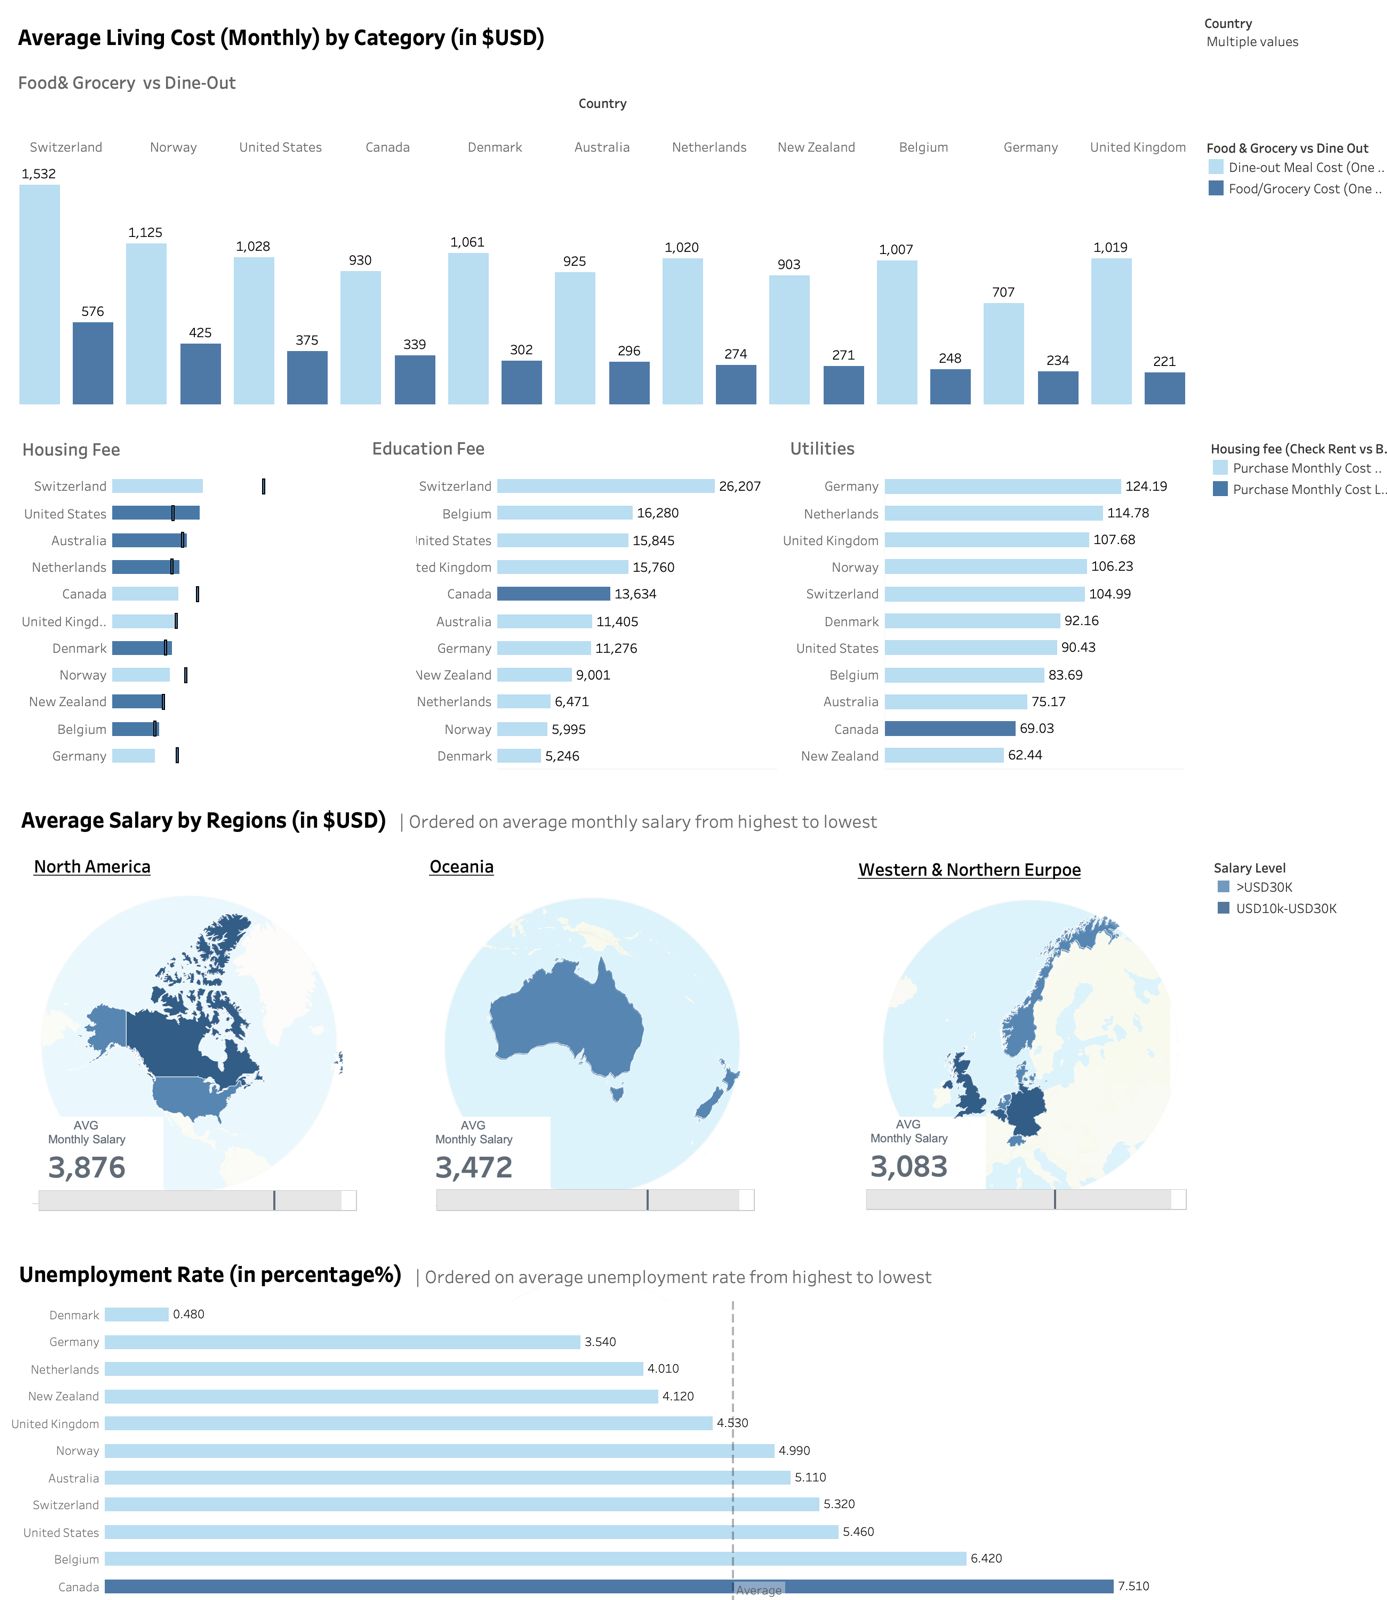 Average Living Cost (Monthly) by Category (in $USD)
Country
Multiple values
Food& Grocery vs Dine-Out
Country
Switzerland Norway United States Canada Denmark Australia Netherlands New Zealand Belgium Germany United Kingdom
Food & Grocery vs Dine Out
Dine-out Meal Cost (One ..
Food/Grocery Cost (One ..
1,532 576 1,125 425 1,028 375 930 339 1,061 302 925 296 1,020 274 903 271 1,007 248 707 234 1,019 221
Housing Fee
Switzerland
United States
Australia
Netherlands
Canada
United Kingd..
Denmark
Norway
New Zealand
Belgium
Germany
Education Fee
Switzerland 26,207
Belgium 16,280
United States 15,845
ted Kingdom 15,760
Canada 13,634
Australia 11,405
Germany 11,276
New Zealand 9,001
Netherlands 6,471
Norway 5,995
Denmark 5,246
Utilities
Germany 124.19
Netherlands 114.78
United Kingdom 107.68
Norway 106.23
Switzerland 104.99
Denmark 92.16
United States 90.43
Belgium 83.69
Australia 75.17
Canada 69.03
New Zealand 62.44
Housing fee (Check Rent vs B.
Purchase Monthly Cost ..
Purchase Monthly Cost L..
Average Salary by Regions (in $USD) | Ordered on average monthly salary from highest to lowest
North America
AVG
Monthly Salary
3,876
Oceania
AVG
Monthly Salary
3,472
Western & Northern Eurpoe
AVG
Monthly Salary
3,083
Salary Level
>USD30K
USD10k-USD30K
Unemployment Rate (in percentage%) | Ordered on average unemployment rate from highest to lowest
Denmark 0.480
Germany 3.540
Netherlands 4.010
New Zealand 4.120
United Kingdom 4.530
Norway 4.990
Australia 5.110
Switzerland 5.320
United States 5.460
Belgium 6.420
Canada 7.510
Average